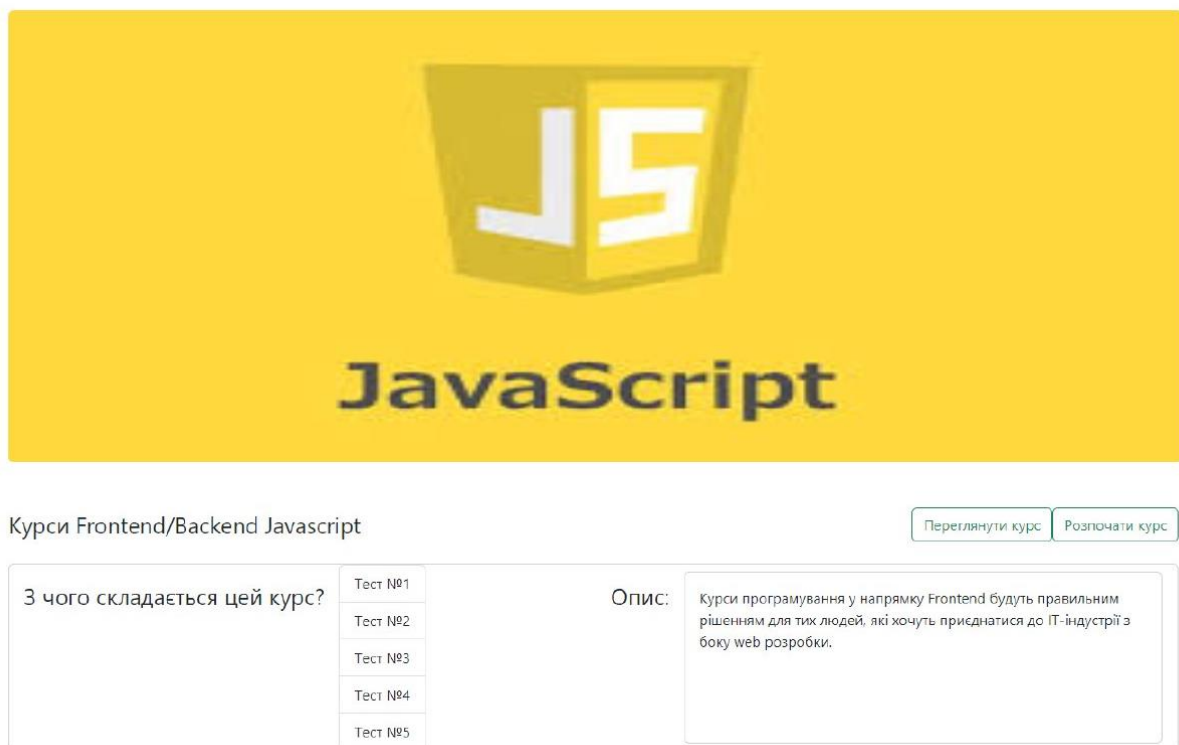 JS
JavaScript
Курси Frontend/Backend Javascript
Переглянути курс
Розпочати курс
З чого складається цей курс?
Тест №1
Тест №2
Тест №3
Тест №4
Тест №5
Опис:
Курси програмування у напрямку Frontend будуть правильним
рішенням для тих людей, які хочуть приєднатися до ІТ-індустрії з
боку web розробки.